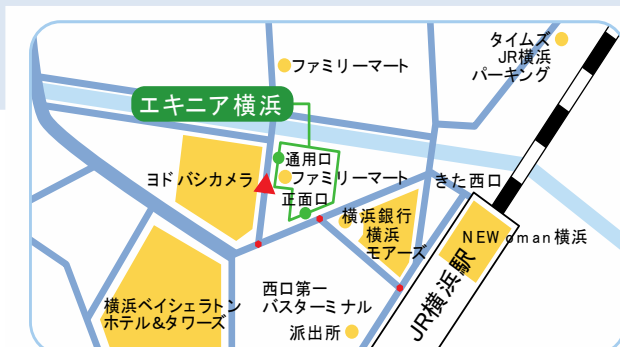 タイムズ
JR横浜
パーキング
ファミリーマート
エキニア横浜
通用口
ヨドバシカメラ
ファミリーマート
きた西口
正面口
横浜銀行
横浜
モアーズ
NEWoman横浜
JR横浜駅
西口第一
バスターミナル
横浜ベイシェラトン
ホテル&タワーズ
派出所